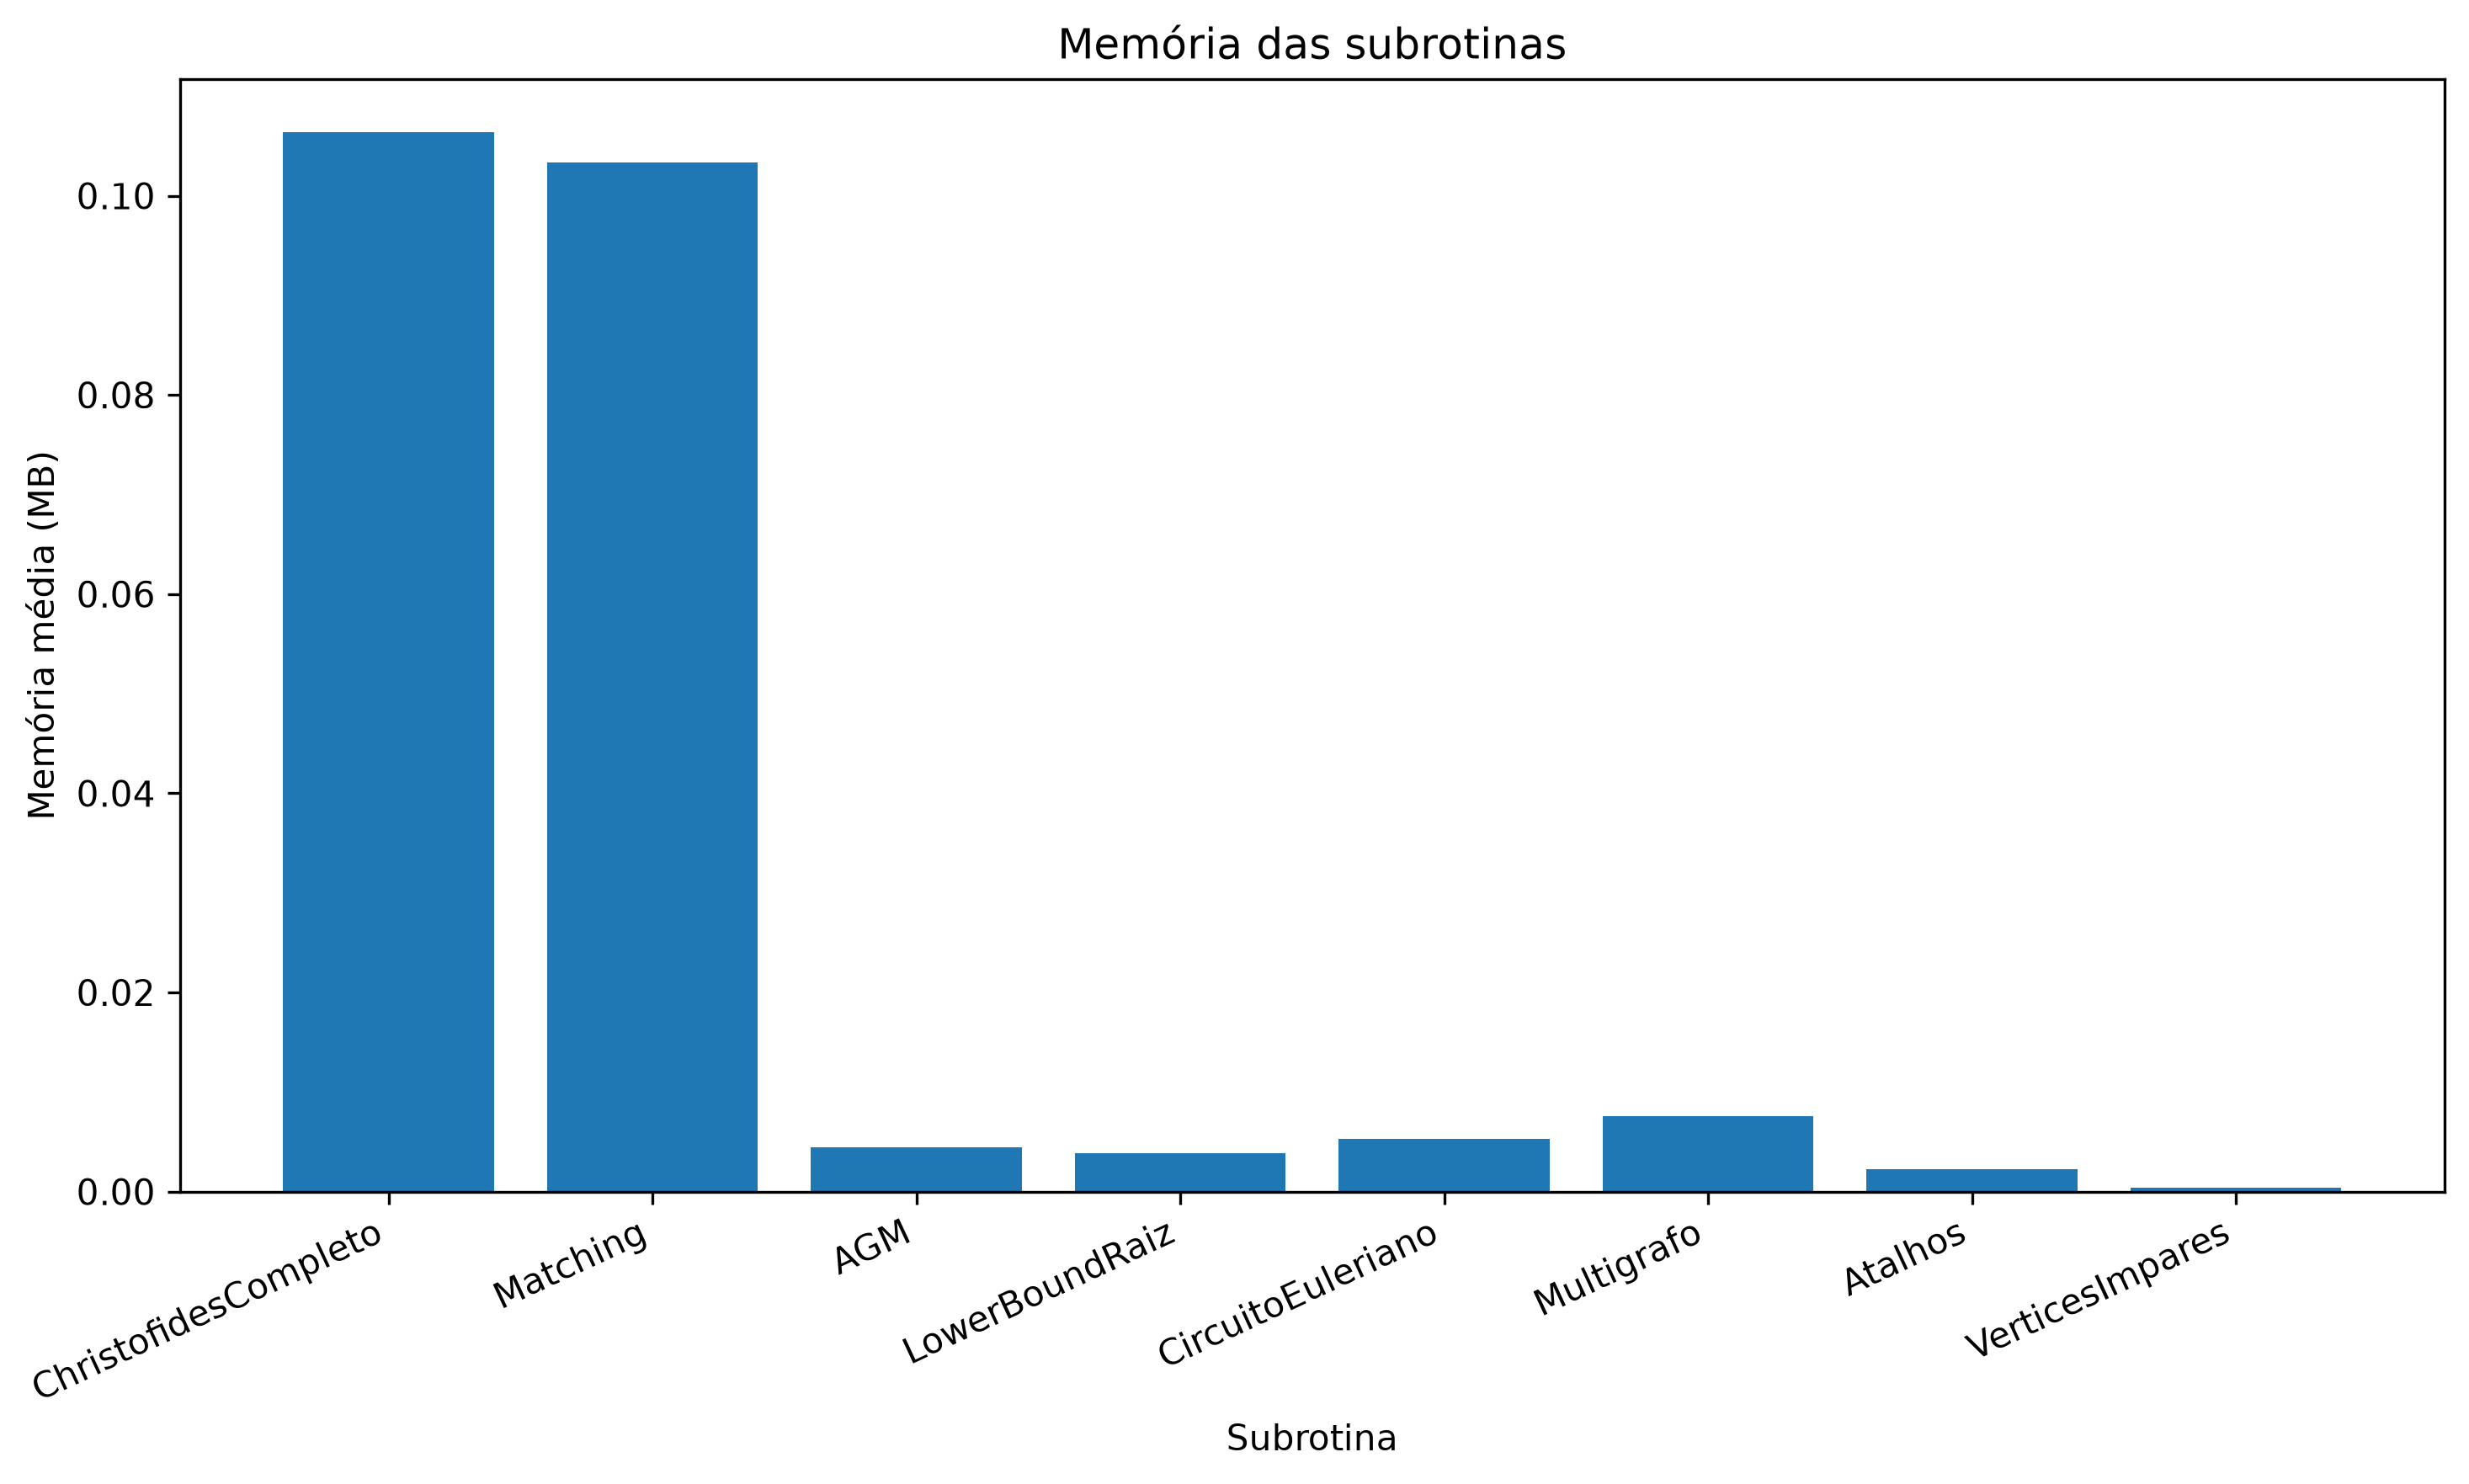 Memória das subrotinas
Memória média (MB)
0.10
0.08
0.06
0.04
0.02
0.00
ChristofidesCompleto
Matching
AGM
LowerBoundRaiz
CircuitoEuleriano
Multigrafo
Atalhos
VerticesImpares
Subrotina